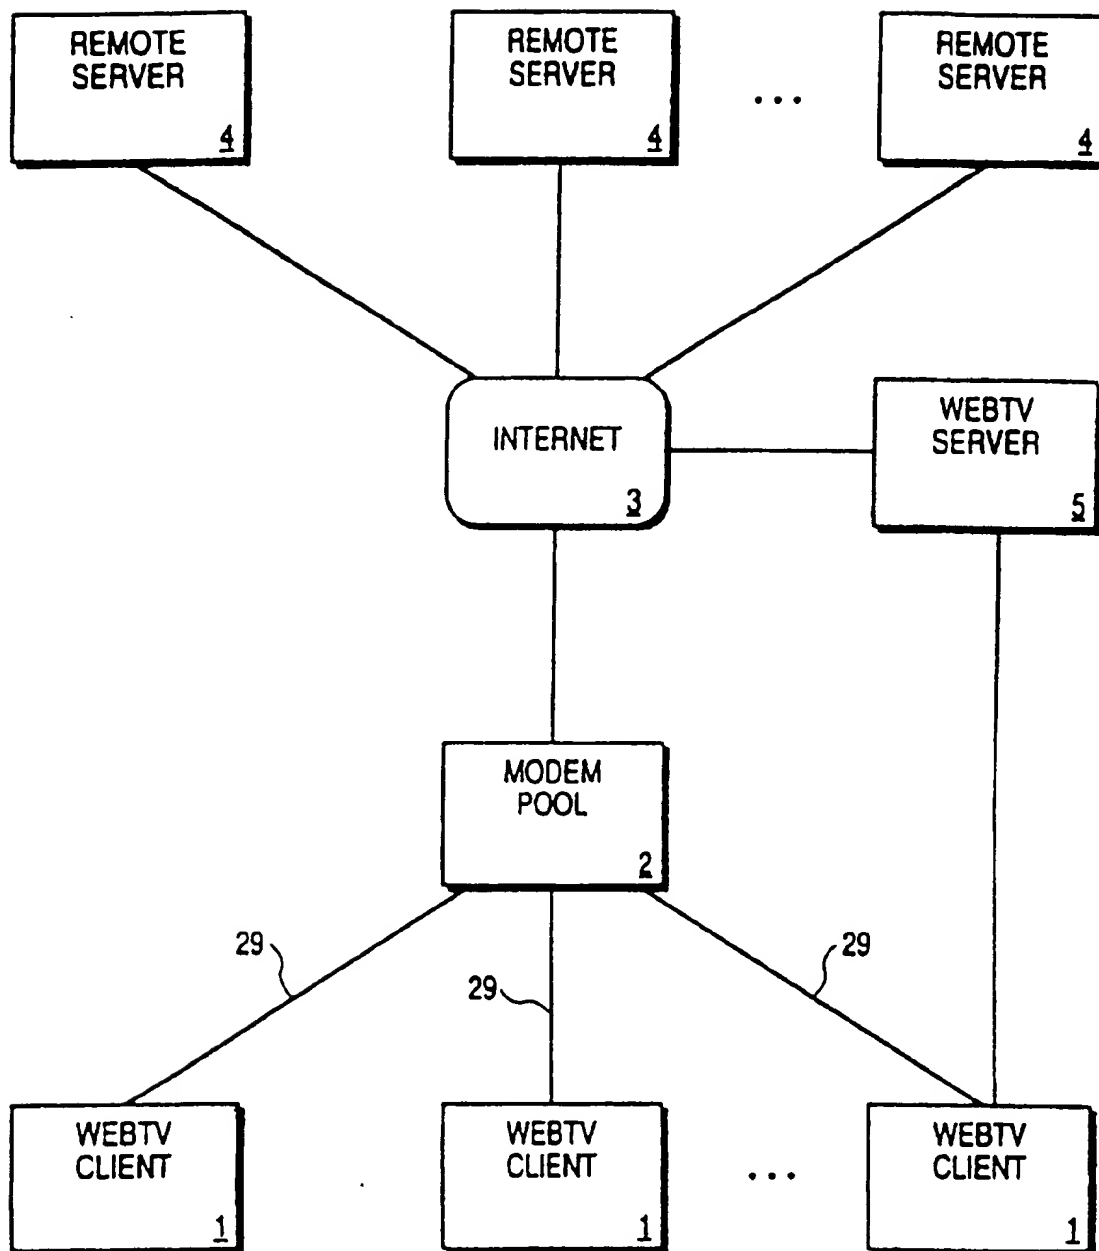 REMOTE
SERVER
4
REMOTE
SERVER
4
...
REMOTE
SERVER
4
INTERNET
3
WEBTV
SERVER
5
MODEM
POOL
2
29
29
29
WEBTV
CLIENT
1
WEBTV
CLIENT
1
...
WEBTV
CLIENT
1